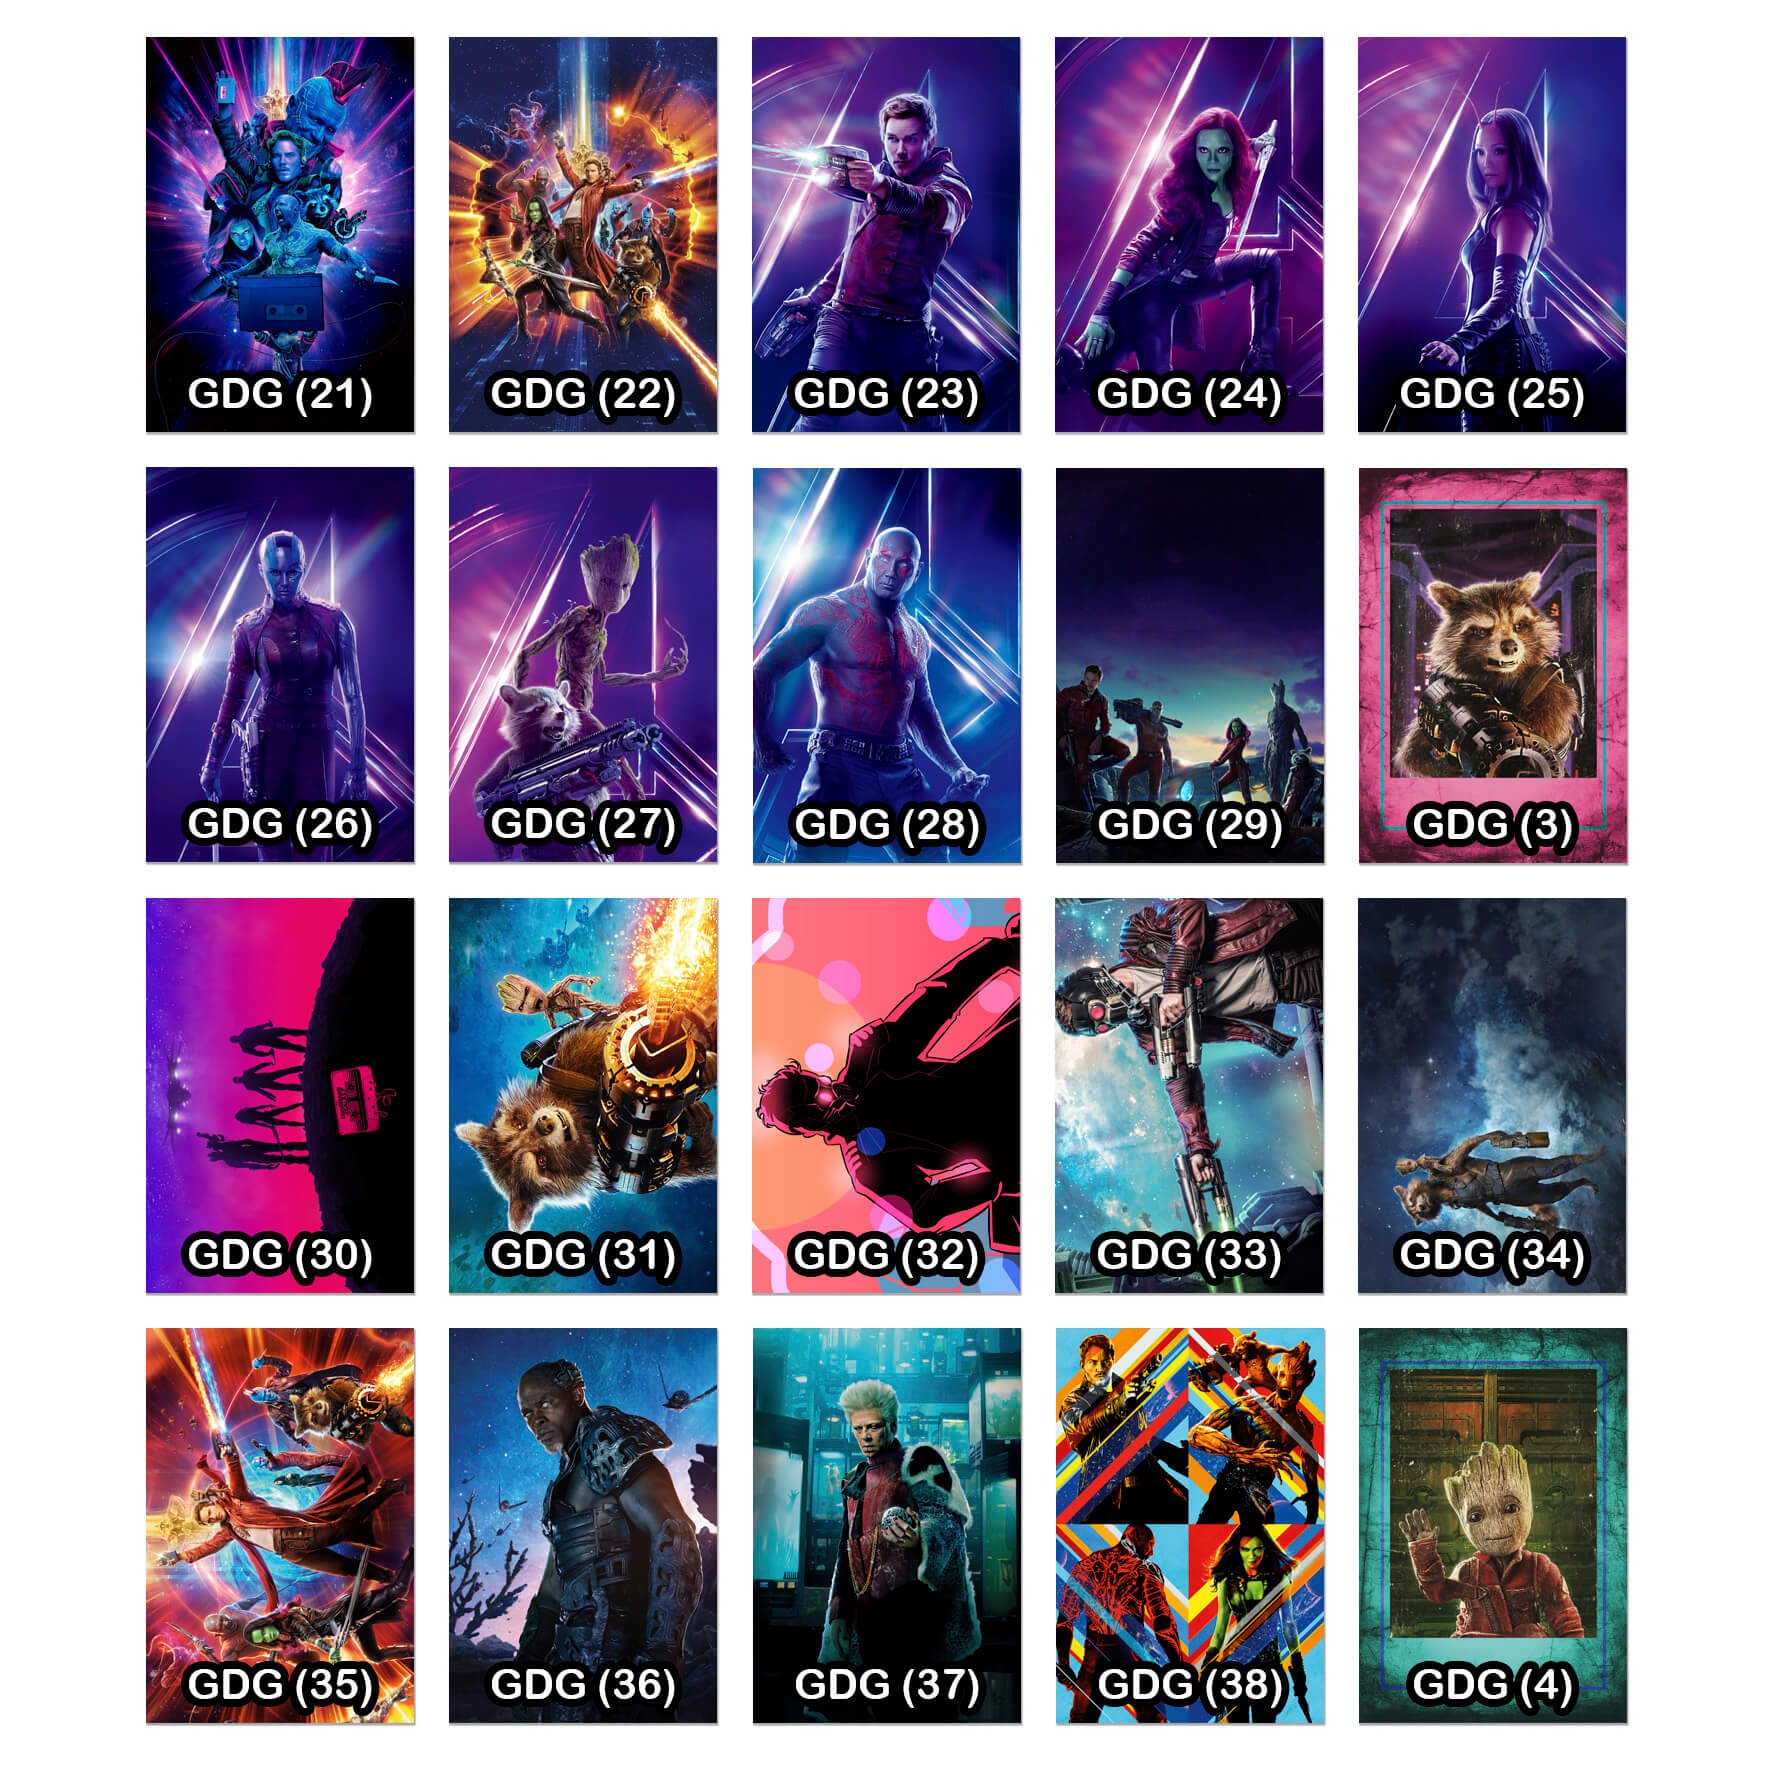 GDG (21)
GDG (22)
GDG (23)
GDG (24)
GDG (25)
GDG (26)
GDG (27)
GDG (28)
GDG (29)
GDG (3)
GDG (30)
GDG (31)
GDG (32)
GDG (33)
GDG (34)
GDG (35)
GDG (36)
GDG (37)
GDG (38)
GDG (4)